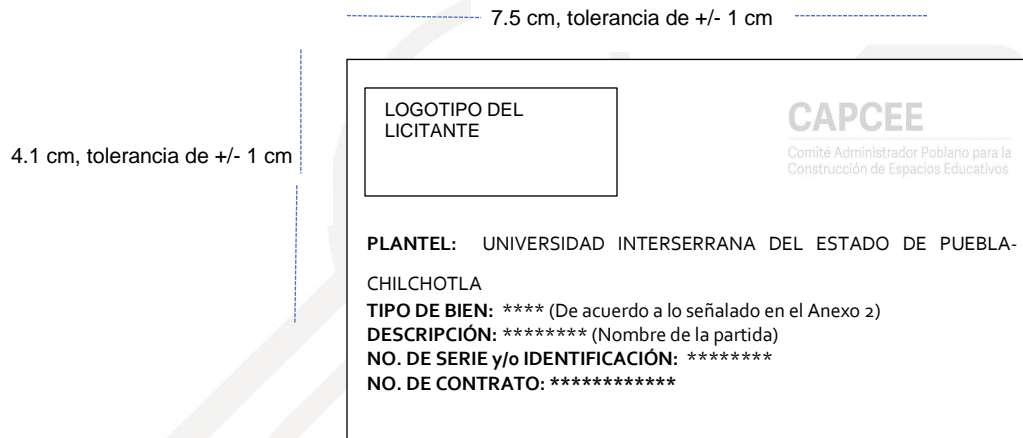 7.5 cm, tolerancia de +/- 1 cm
4.1 cm, tolerancia de +/- 1 cm
LOGOTIPO DEL
LICITANTE
CAPCEE
Comité Administrador Poblano para la
Construcción de Espacios Educativos
PLANTEL: UNIVERSIDAD INTERSERRANA DEL ESTADO DE PUEBLA-
CHILCHOTLA
TIPO DE BIEN: **** (De acuerdo a lo señalado en el Anexo 2)
DESCRIPCIÓN: ******** (Nombre de la partida)
NO. DE SERIE y/o IDENTIFICACIÓN: ********
NO. DE CONTRATO: ************